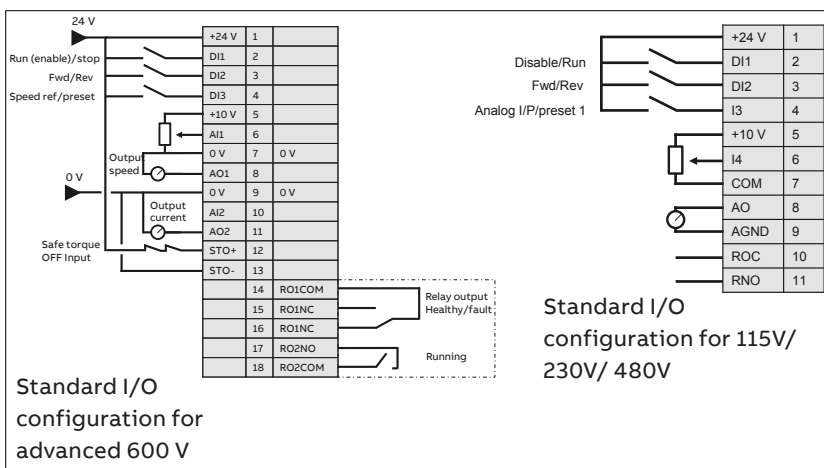 24 V
+24 V 1
Run (enable)/stop DI1 2
Fwd/Rev DI2 3
Speed ref/preset DI3 4
+10 V 5
AI1 6
Output speed
0 V 7 0 V
AO1 8
0 V
0 V 9 0 V
Output current
AI2 10
AO2 11
Safe torque OFF Input
STO+ 12
STO- 13
14 RO1COM
15 RO1NC
16 RO1NC
Relay output
Healthy/fault
17 RO2NO
18 RO2COM
Running
Standard I/O
configuration for
advanced 600 V
+24 V 1
Disable/Run DI1 2
Fwd/Rev DI2 3
Analog I/P/preset 1 I3 4
+10 V 5
I4 6
COM 7
AO 8
AGND 9
ROC 10
RNO 11
Standard I/O
configuration for 115V/
230V/ 480V